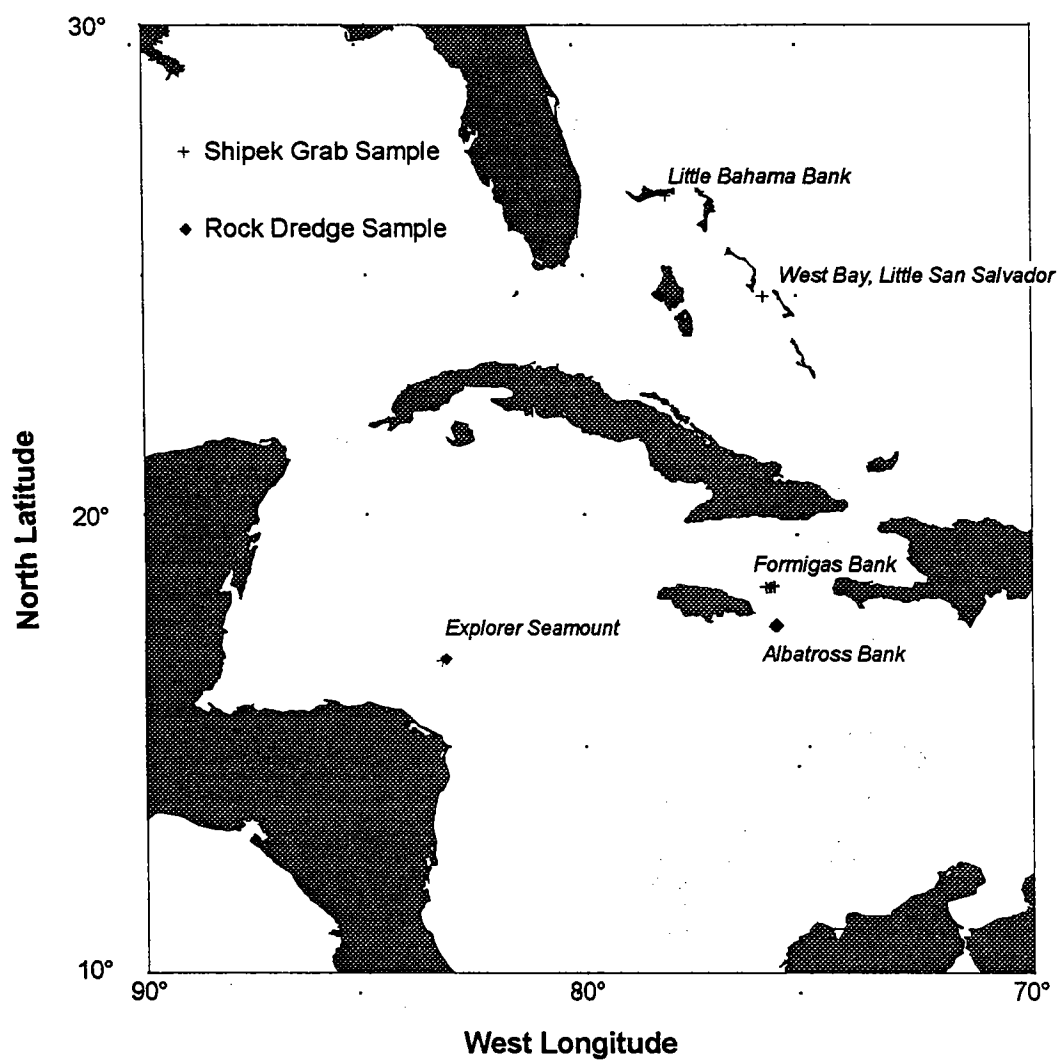 30°
+ Shipek Grab Sample
◆ Rock Dredge Sample
Little Bahama Bank
West Bay, Little San Salvador
North Latitude
20°
Formigas Bank
Explorer Seamount
Albatross Bank
10°
90°
80°
70°
West Longitude